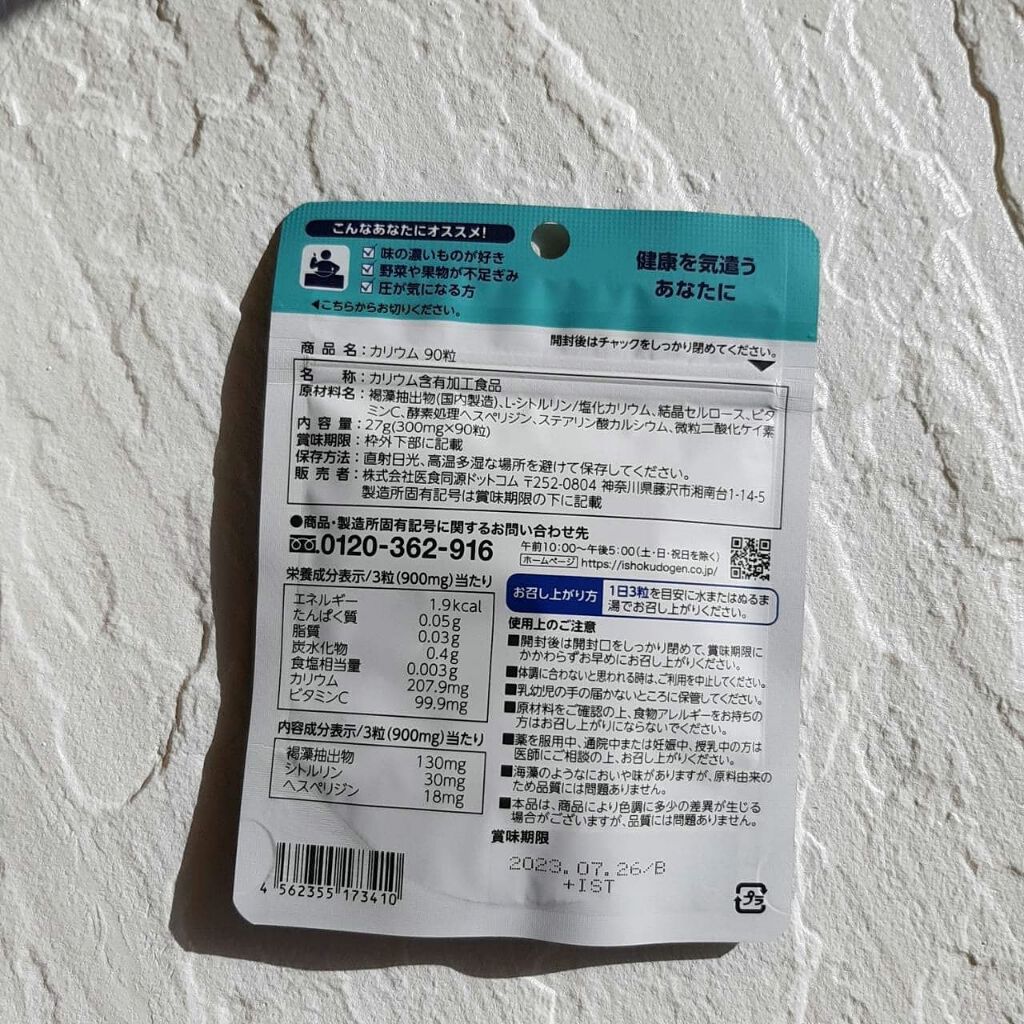 こんなあなたにオススメ!
味の濃いものが好き
野菜や果物が不足ぎみ
圧が気になる方
◀こちらからお切りください。
健康を気遣う
あなたに
開封後はチャックをしっかり閉めてください。
商品名:カリウム 90粒
名称:カリウム含有加工食品
原材料名:褐藻抽出物(国内製造)、L-シトルリン/塩化カリウム、結晶セルロース、ビタ
ミンC、酵素処理ヘスペリジン、ステアリン酸カルシウム、微粒二酸化ケイ素
内容量:27g(300mg×90粒)
賞味期限:枠外下部に記載
保存方法:直射日光、高温多湿な場所を避けて保存してください。
販売者:株式会社医食同源ドットコム 〒252-0804 神奈川県藤沢市湘南台1-14-5
製造所固有記号は賞味期限の下に記載
●商品・製造所固有記号に関するお問い合わせ先
0120-362-916
午前10:00~午後5:00(土・日・祝日を除く)
ホームページ https://ishokudogen.co.jp/
栄養成分表示/3粒(900mg)当たり
エネルギー 1.9kcal
たんぱく質 0.05g
脂質 0.03g
炭水化物 0.4g
食塩相当量 0.003g
カリウム 207.9mg
ビタミンC 99.9mg
内容成分表示/3粒(900mg)当たり
褐藻抽出物 130mg
シトルリン 30mg
ヘスペリジン 18mg
お召し上がり方
1日3粒を目安に水またはぬるま
湯でお召し上がりください。
使用上のご注意
■開封後は開封口をしっかり閉めて、賞味期限に
かかわらずお早めにお召し上がりください。
■体調に合わないと思われる時は、ご利用を中止してください。
■乳幼児の手の届かないところに保管してください。
■原材料をご確認の上、食物アレルギーをお持ちの
方はお召し上がりにならないでください。
■薬を服用中、通院中または妊娠中、授乳中の方は
医師にご相談の上、お召し上がりください。
■海藻のようなにおいや味がありますが、原料由来の
ため品質には問題ありません。
■本品は、商品により色調に多少の差異が生じる
場合がございますが、品質には問題ありません。
賞味期限
2023.07.26/B
+IST
4 562355 173410
プラ